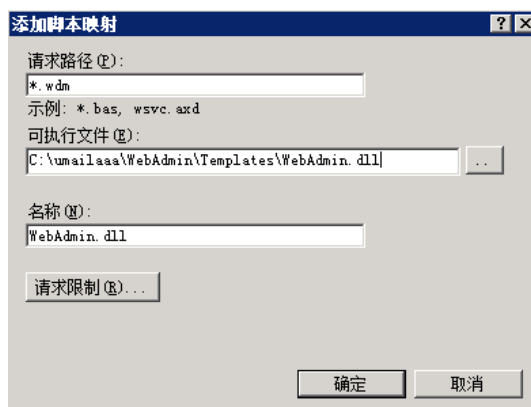 添加脚本映射
请求路径(P):
*.wdm
示例: *.bas, wsvc.axd
可执行文件(E):
C:\umailaaa\WebAdmin\Templates\WebAdmin.dll
..
名称(N):
WebAdmin.dll
请求限制(R)...
确定 取消